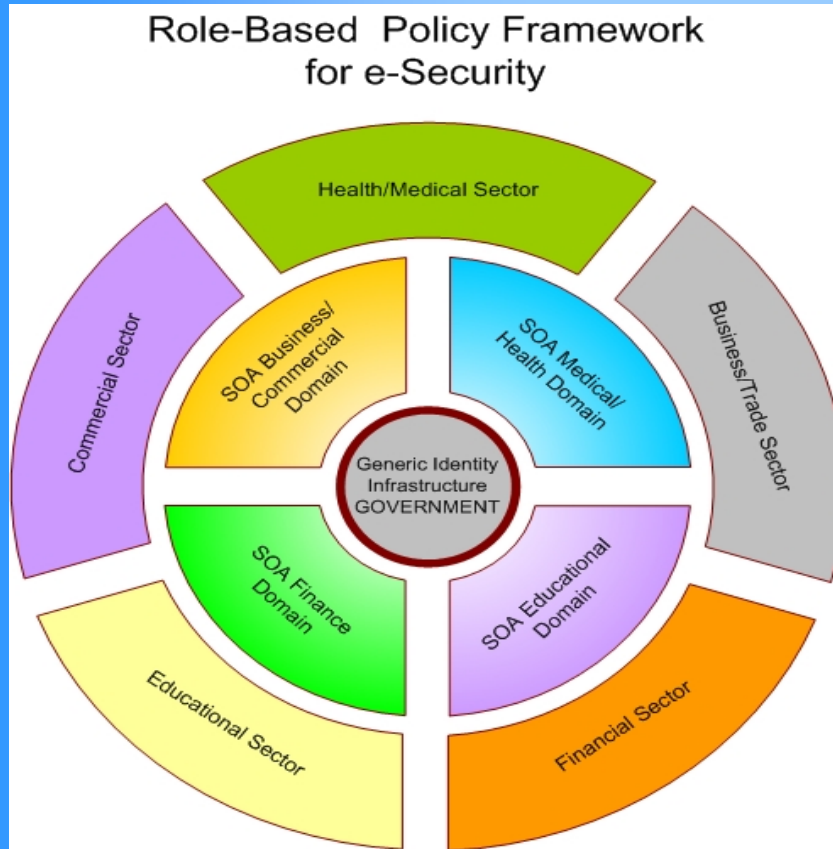 Role-Based Policy Framework
for e-Security
Health/Medical Sector
Commercial Sector
Business/Trade Sector
SOA Business/
Commercial
Domain
SOA Medical/
Health Domain
Generic Identity
Infrastructure
GOVERNMENT
SOA Finance
Domain
SOA Educational
Domain
Educational Sector
Financial Sector